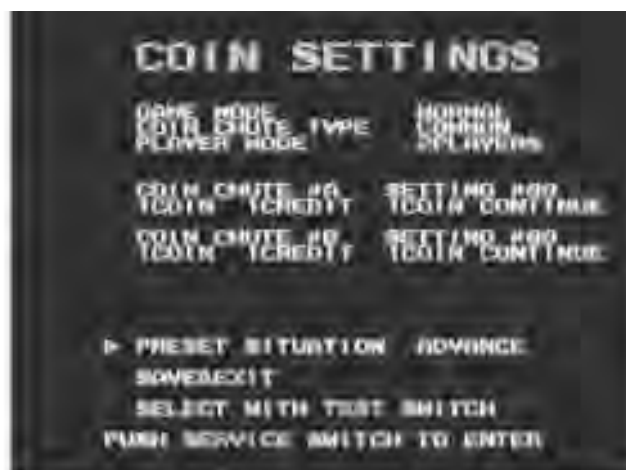 COIN SETTINGS
GAME MODE NORMAL
COIN CHUTE TYPE COMMON
PLAYER MODE 2PLAYERS
COIN CHUTE #A SETTING #00
1COIN 1CREDIT 1COIN CONTINUE
COIN CHUTE #B SETTING #00
1COIN 1CREDIT 1COIN CONTINUE
PRESET SITUATION ADVANCE
SAVE&EXIT
SELECT WITH TEST SWITCH
PUSH SERVICE SWITCH TO ENTER